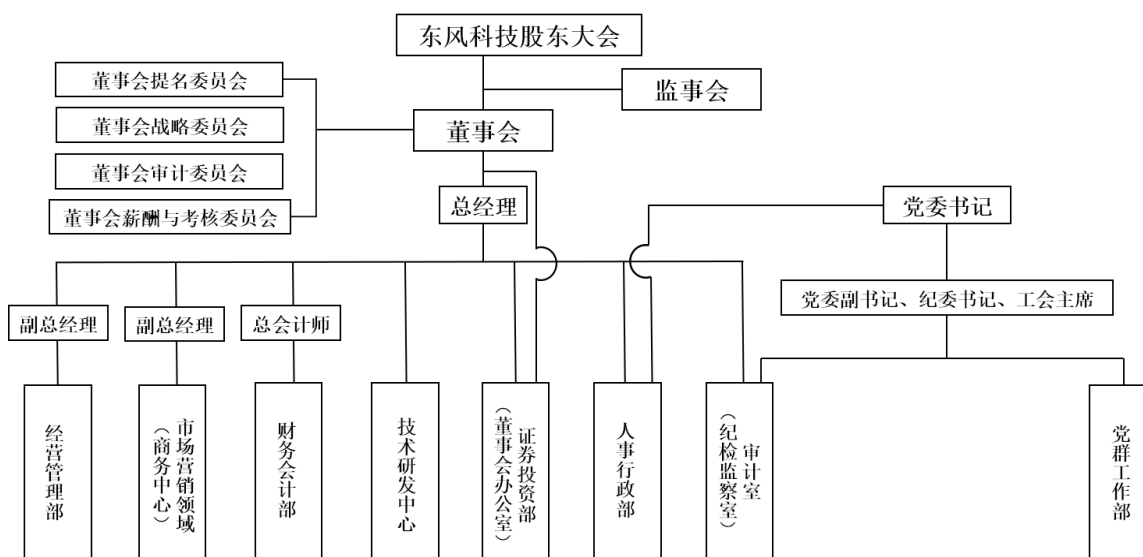 东风科技股东大会
董事会提名委员会
监事会
董事会战略委员会
董事会
董事会审计委员会
总经理
党委书记
董事会薪酬与考核委员会
党委副书记、纪委书记、工会主席
副总经理
副总经理
总会计师
经营管理部
市场营销领域
（商务中心）
财务会计部
技术研发中心
证券投资部
（董事会办公室）
人事行政部
审计室
（纪检监察室）
党群工作部